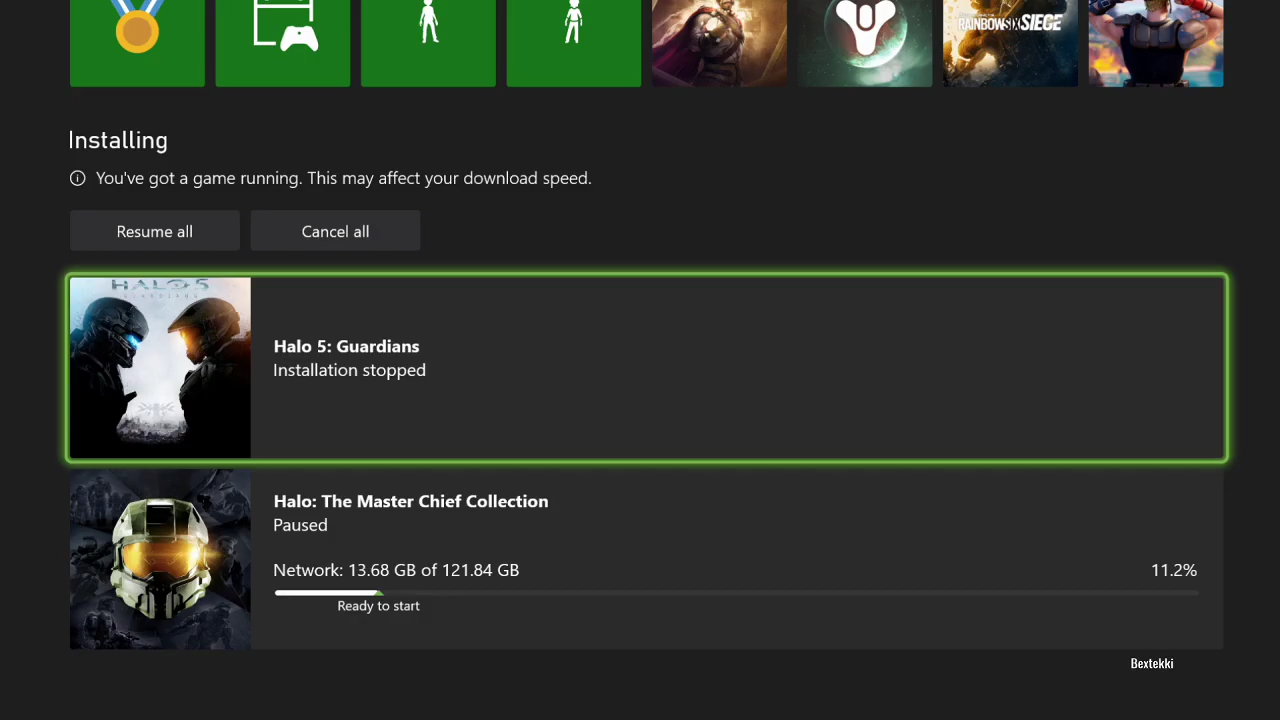 RAINBOWSIX SIEGE
Installing
You've got a game running. This may affect your download speed.
Resume all
Cancel all
HALO 5
GUARDIANS
Halo 5: Guardians
Installation stopped
Halo: The Master Chief Collection
Paused
Network: 13.68 GB of 121.84 GB
11.2%
Ready to start
Bextekki